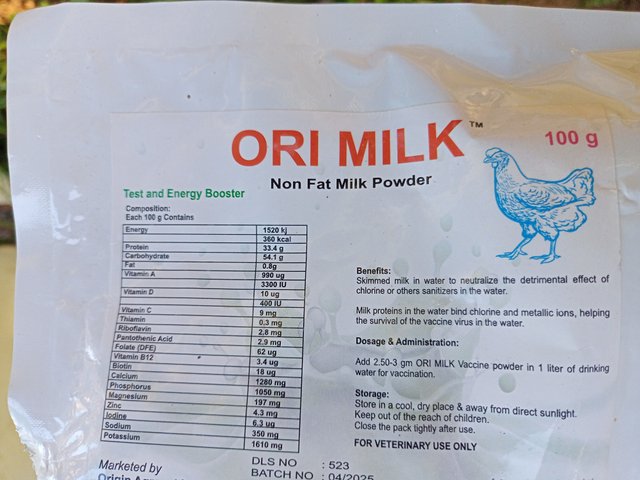 ORI MILK™
100 g
Non Fat Milk Powder
Test and Energy Booster
Composition:
Each 100 g Contains
Energy 1520 kj
360 kcal
Protein 33.4 g
Carbohydrate 54.1 g
Fat 0.8g
Vitamin A 990 ug
3300 IU
Vitamin D 10 ug
400 IU
Vitamin C 9 mg
Thiamin 0.3 mg
Riboflavin 2.8 mg
Pantothenic Acid 2.9 mg
Folate (DFE) 62 ug
Vitamin B12 3.4 ug
Biotin 18 ug
Calcium 1280 mg
Phosphorus 1050 mg
Magnesium 197 mg
Zinc 4.3 mg
Iodine 6.3 ug
Sodium 350 mg
Potassium 1610 mg
Benefits:
Skimmed milk in water to neutralize the detrimental effect of
chlorine or others sanitizers in the water.
Milk proteins in the water bind chlorine and metallic ions, helping
the survival of the vaccine virus in the water.
Dosage & Administration:
Add 2.50-3 gm ORI MILK Vaccine powder in 1 liter of drinking
water for vaccination.
Storage:
Store in a cool, dry place & away from direct sunlight.
Keep out of the reach of children.
Close the pack tightly after use.
FOR VETERINARY USE ONLY
Marketed by
DLS NO : 523
BATCH NO : 04/2025